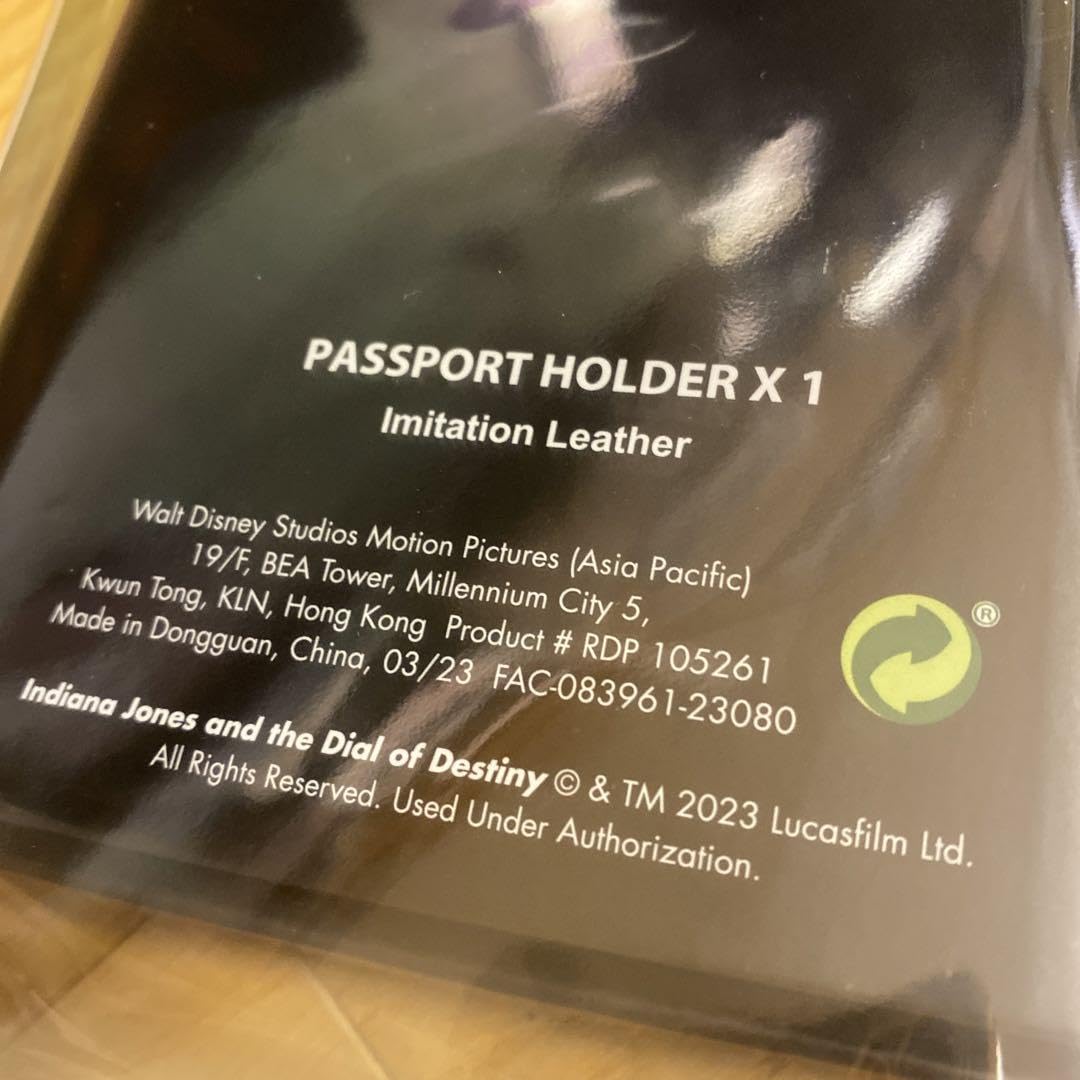 PASSPORT HOLDER X 1
Imitation Leather
Walt Disney Studios Motion Pictures (Asia Pacific)
19/F, BEA Tower, Millennium City 5,
Kwun Tong, KLN, Hong Kong Product # RDP 105261
Made in Dongguan, China, 03/23 FAC-083961-23080
Indiana Jones and the Dial of Destiny © & TM 2023 Lucasfilm Ltd.
All Rights Reserved. Used Under Authorization.
®